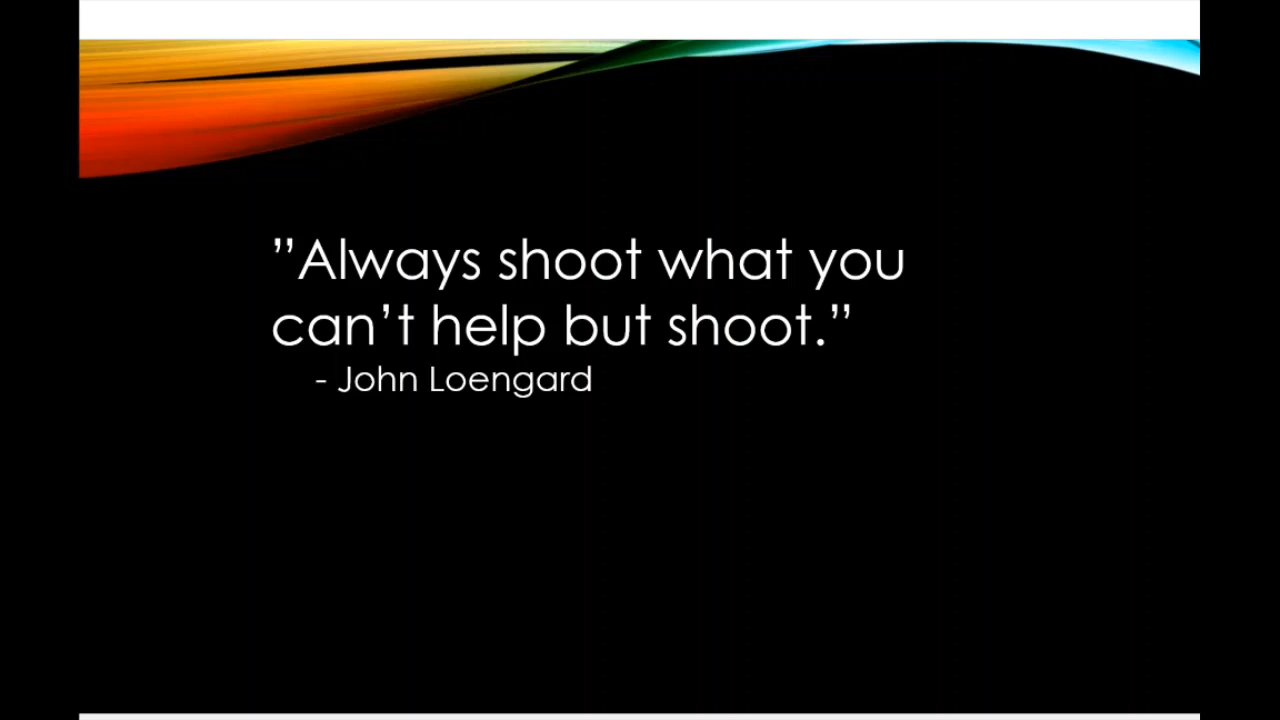 ”Always shoot what you
can’t help but shoot.”
- John Loengard